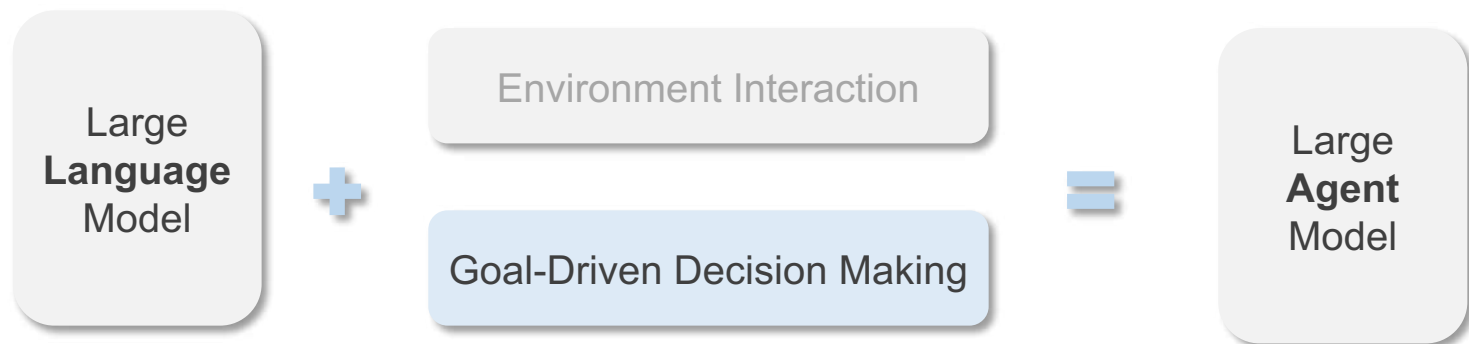 Large
Language
Model
Environment Interaction
Goal-Driven Decision Making
Large
Agent
Model